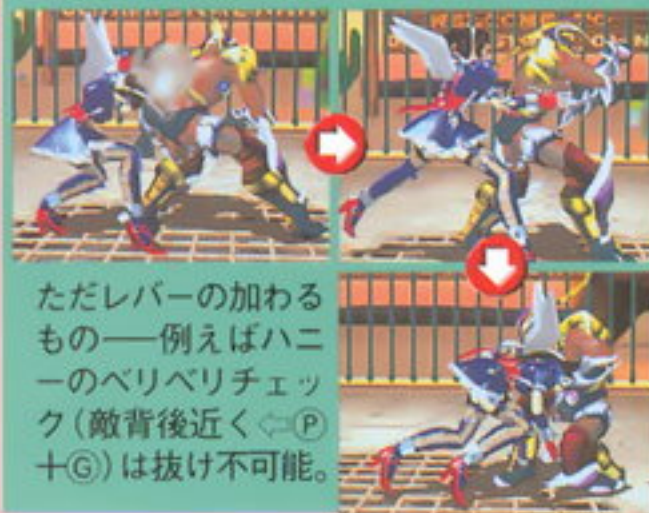 ただレバーの加わる
もの──例えばハニ
ーのベリベリチェッ
ク（敵背後近く⇦Ⓟ
＋Ⓖ）は抜け不可能。